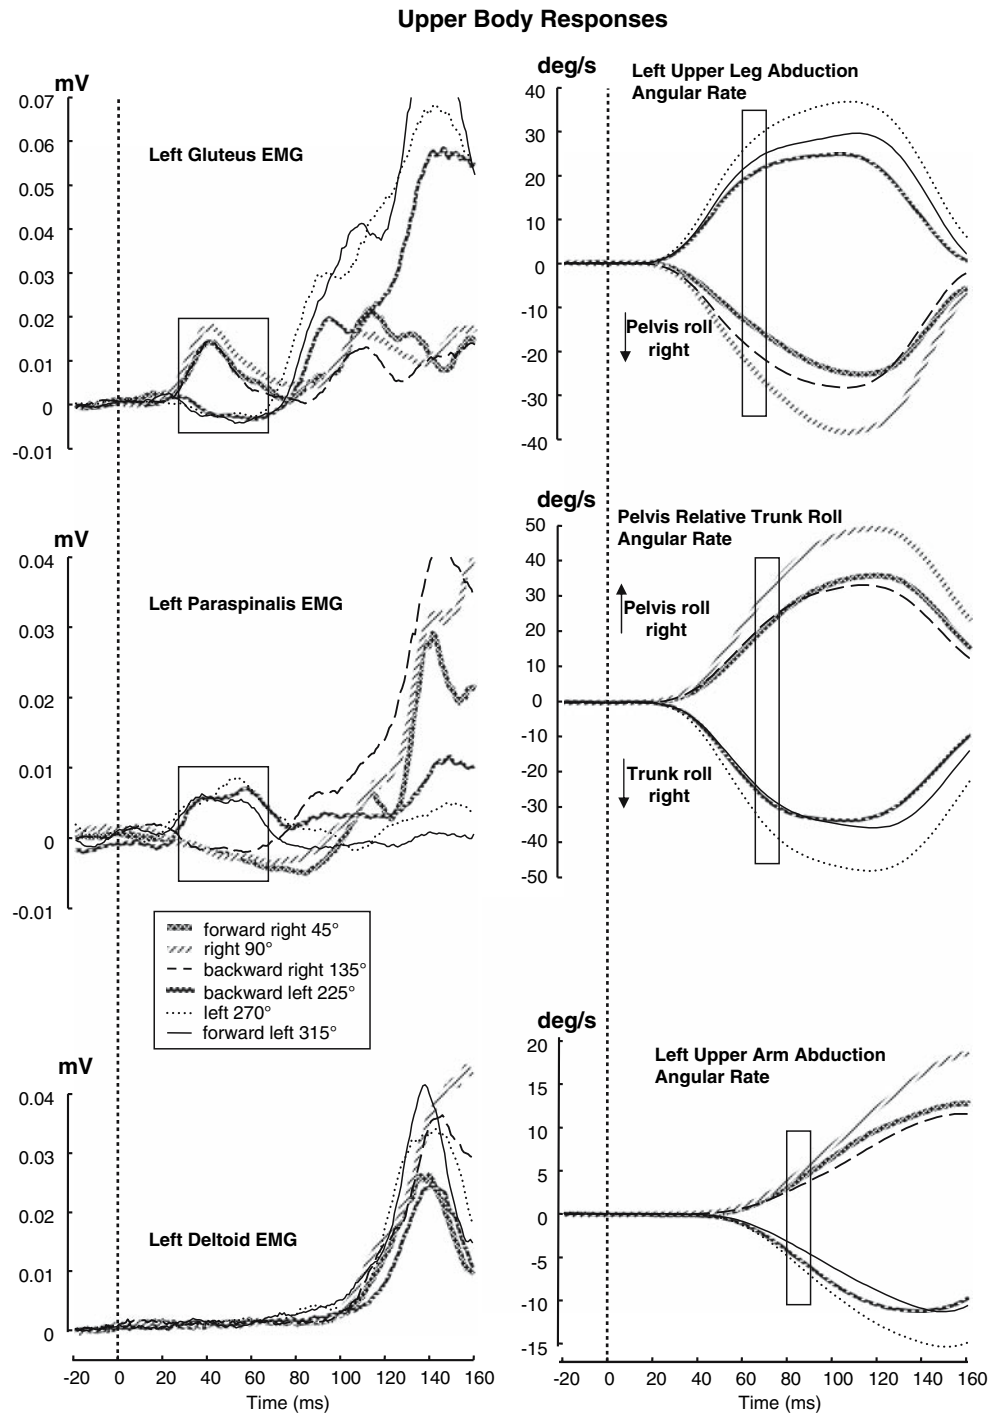 Upper Body Responses
mV
0.07
0.06
0.05
0.04
0.03
0.02
0.01
0
-0.01
Left Gluteus EMG
deg/s
Left Upper Leg Abduction
Angular Rate
40
30
20
10
0
-10
-20
-30
-40
Pelvis roll
right
mV
0.04
0.03
0.02
0.01
0
-0.01
Left Paraspinalis EMG
deg/s
Pelvis Relative Trunk Roll
Angular Rate
50
40
30
20
10
0
-10
-20
-30
-40
-50
Pelvis roll
right
Trunk roll
right
forward right 45°
right 90°
backward right 135°
backward left 225°
left 270°
forward left 315°
mV
0.04
0.03
0.02
0.01
0
Left Deltoid EMG
-20 0 20 40 60 80 100 120 140 160
Time (ms)
deg/s
Left Upper Arm Abduction
Angular Rate
20
15
10
5
0
-5
-10
-15
-20 0 20 40 60 80 100 120 140 160
Time (ms)